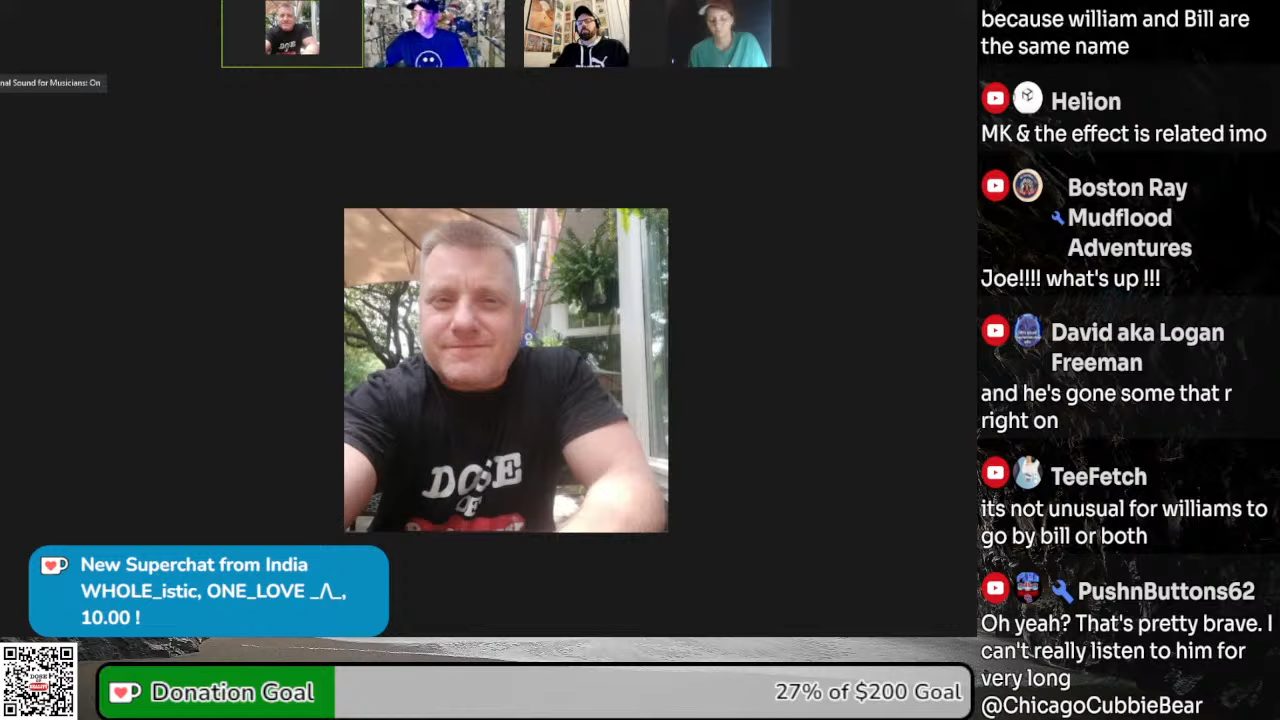 nal Sound for Musicians: On
DOSE
OF
New Superchat from India
WHOLE_istic, ONE_LOVE _/\_,
10.00 !
DOSE
Donation Goal
27% of $200 Goal
because william and Bill are
the same name
Helion
MK & the effect is related imo
Boston Ray
Mudflood
Adventures
Joe!!!! what's up !!!
David aka Logan
Freeman
and he's gone some that r
right on
TeeFetch
its not unusual for williams to
go by bill or both
PushnButtons62
Oh yeah? That's pretty brave. I
can't really listen to him for
very long
@ChicagoCubbieBear